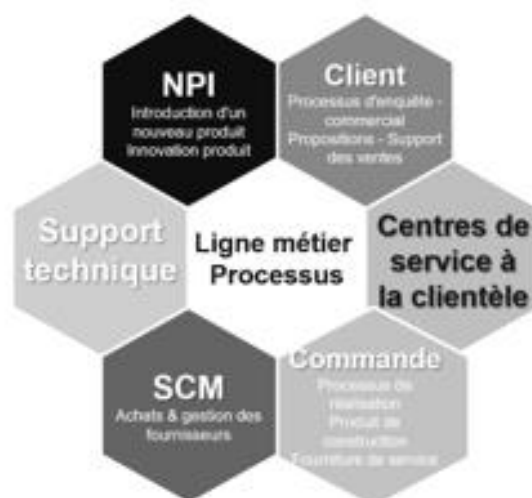 NPI
Introduction d'un
nouveau produit
Innovation produit
Client
Processus d'enquête -
commercial
Propositions - Support
des ventes
Support
technique
Ligne métier
Processus
Centres de
service à
la clientèle
SCM
Achats & gestion des
fournisseurs
Commande
Processus de
réalisation
Produit de
construction
Fourniture de service